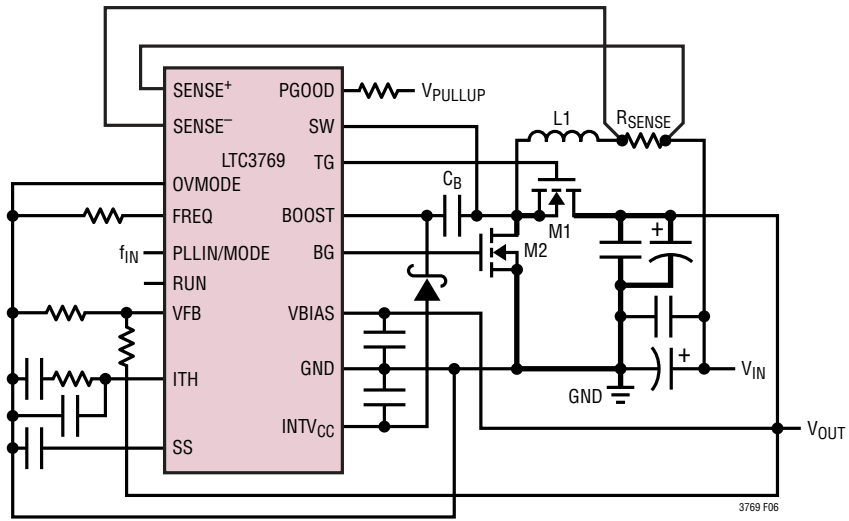 SENSE+
PGOOD
VPULLUP
L1
RSENSE
SENSE–
SW
LTC3769
TG
OVMODE
CB
FREQ
BOOST
M1
+
fIN
PLLIN/MODE
BG
M2
RUN
VFB
VBIAS
+
ITH
GND
VIN
GND
INTVCC
VOUT
SS
3769 F06